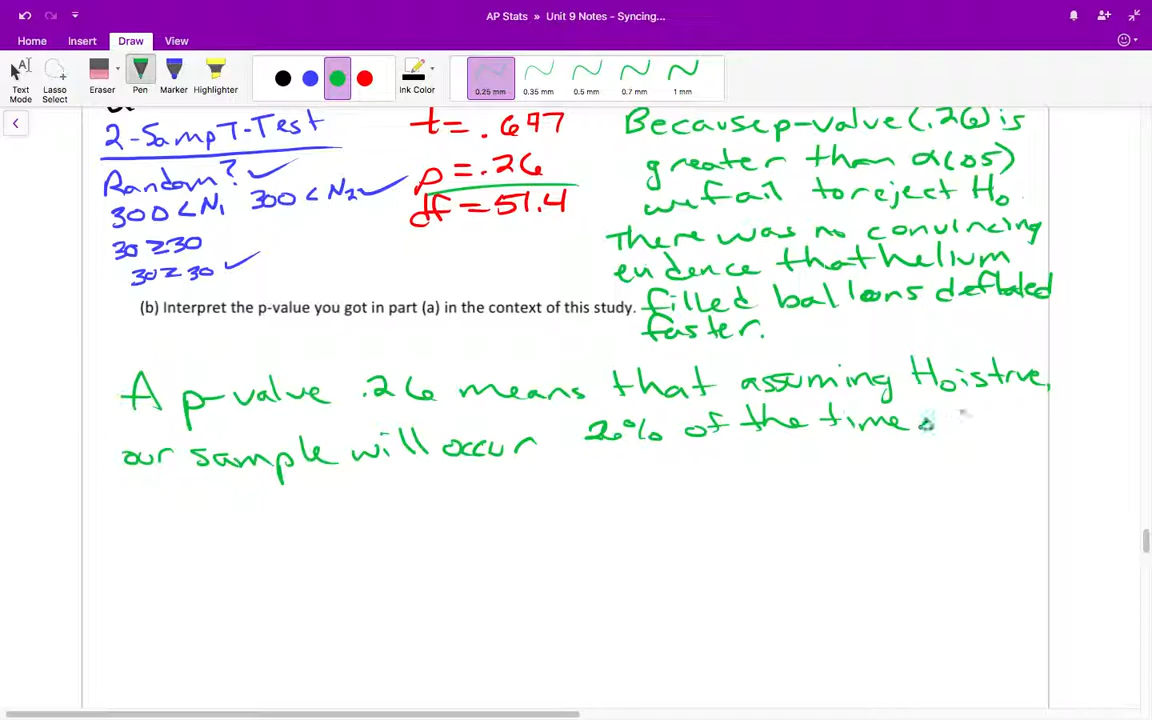 AP Stats » Unit 9 Notes - Syncing...
Home Insert Draw View
Text Mode
Lasso Select
Eraser
Pen
Marker
Highlighter
Ink Color
0.25 mm
0.35 mm
0.5 mm
0.7 mm
1 mm
2-SampT-Test
Random? ✓
300 < N₁ 300 < N₂ ✓
30 ≥ 30
30 ≥ 30 ✓
t = .697
p = .26
df = 51.4
Because p-value (.26) is
greater than α(.05)
we fail to reject H₀.
There was no convincing
evidence that helium
filled balloons deflated
faster.
(b) Interpret the p-value you got in part (a) in the context of this study.
A p-value .26 means that assuming H₀ is true,
our sample will occur 20% of the time